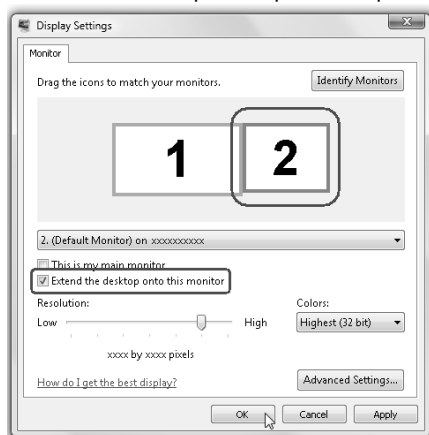 Display Settings
Monitor
Drag the icons to match your monitors.
Identify Monitors
1
2
2. (Default Monitor) on xxxxxxxxxx
This is my main monitor
Extend the desktop onto this monitor
Resolution:
Colors:
Low
High
Highest (32 bit)
xxxx by xxxx pixels
How do I get the best display?
Advanced Settings...
OK
Cancel
Apply